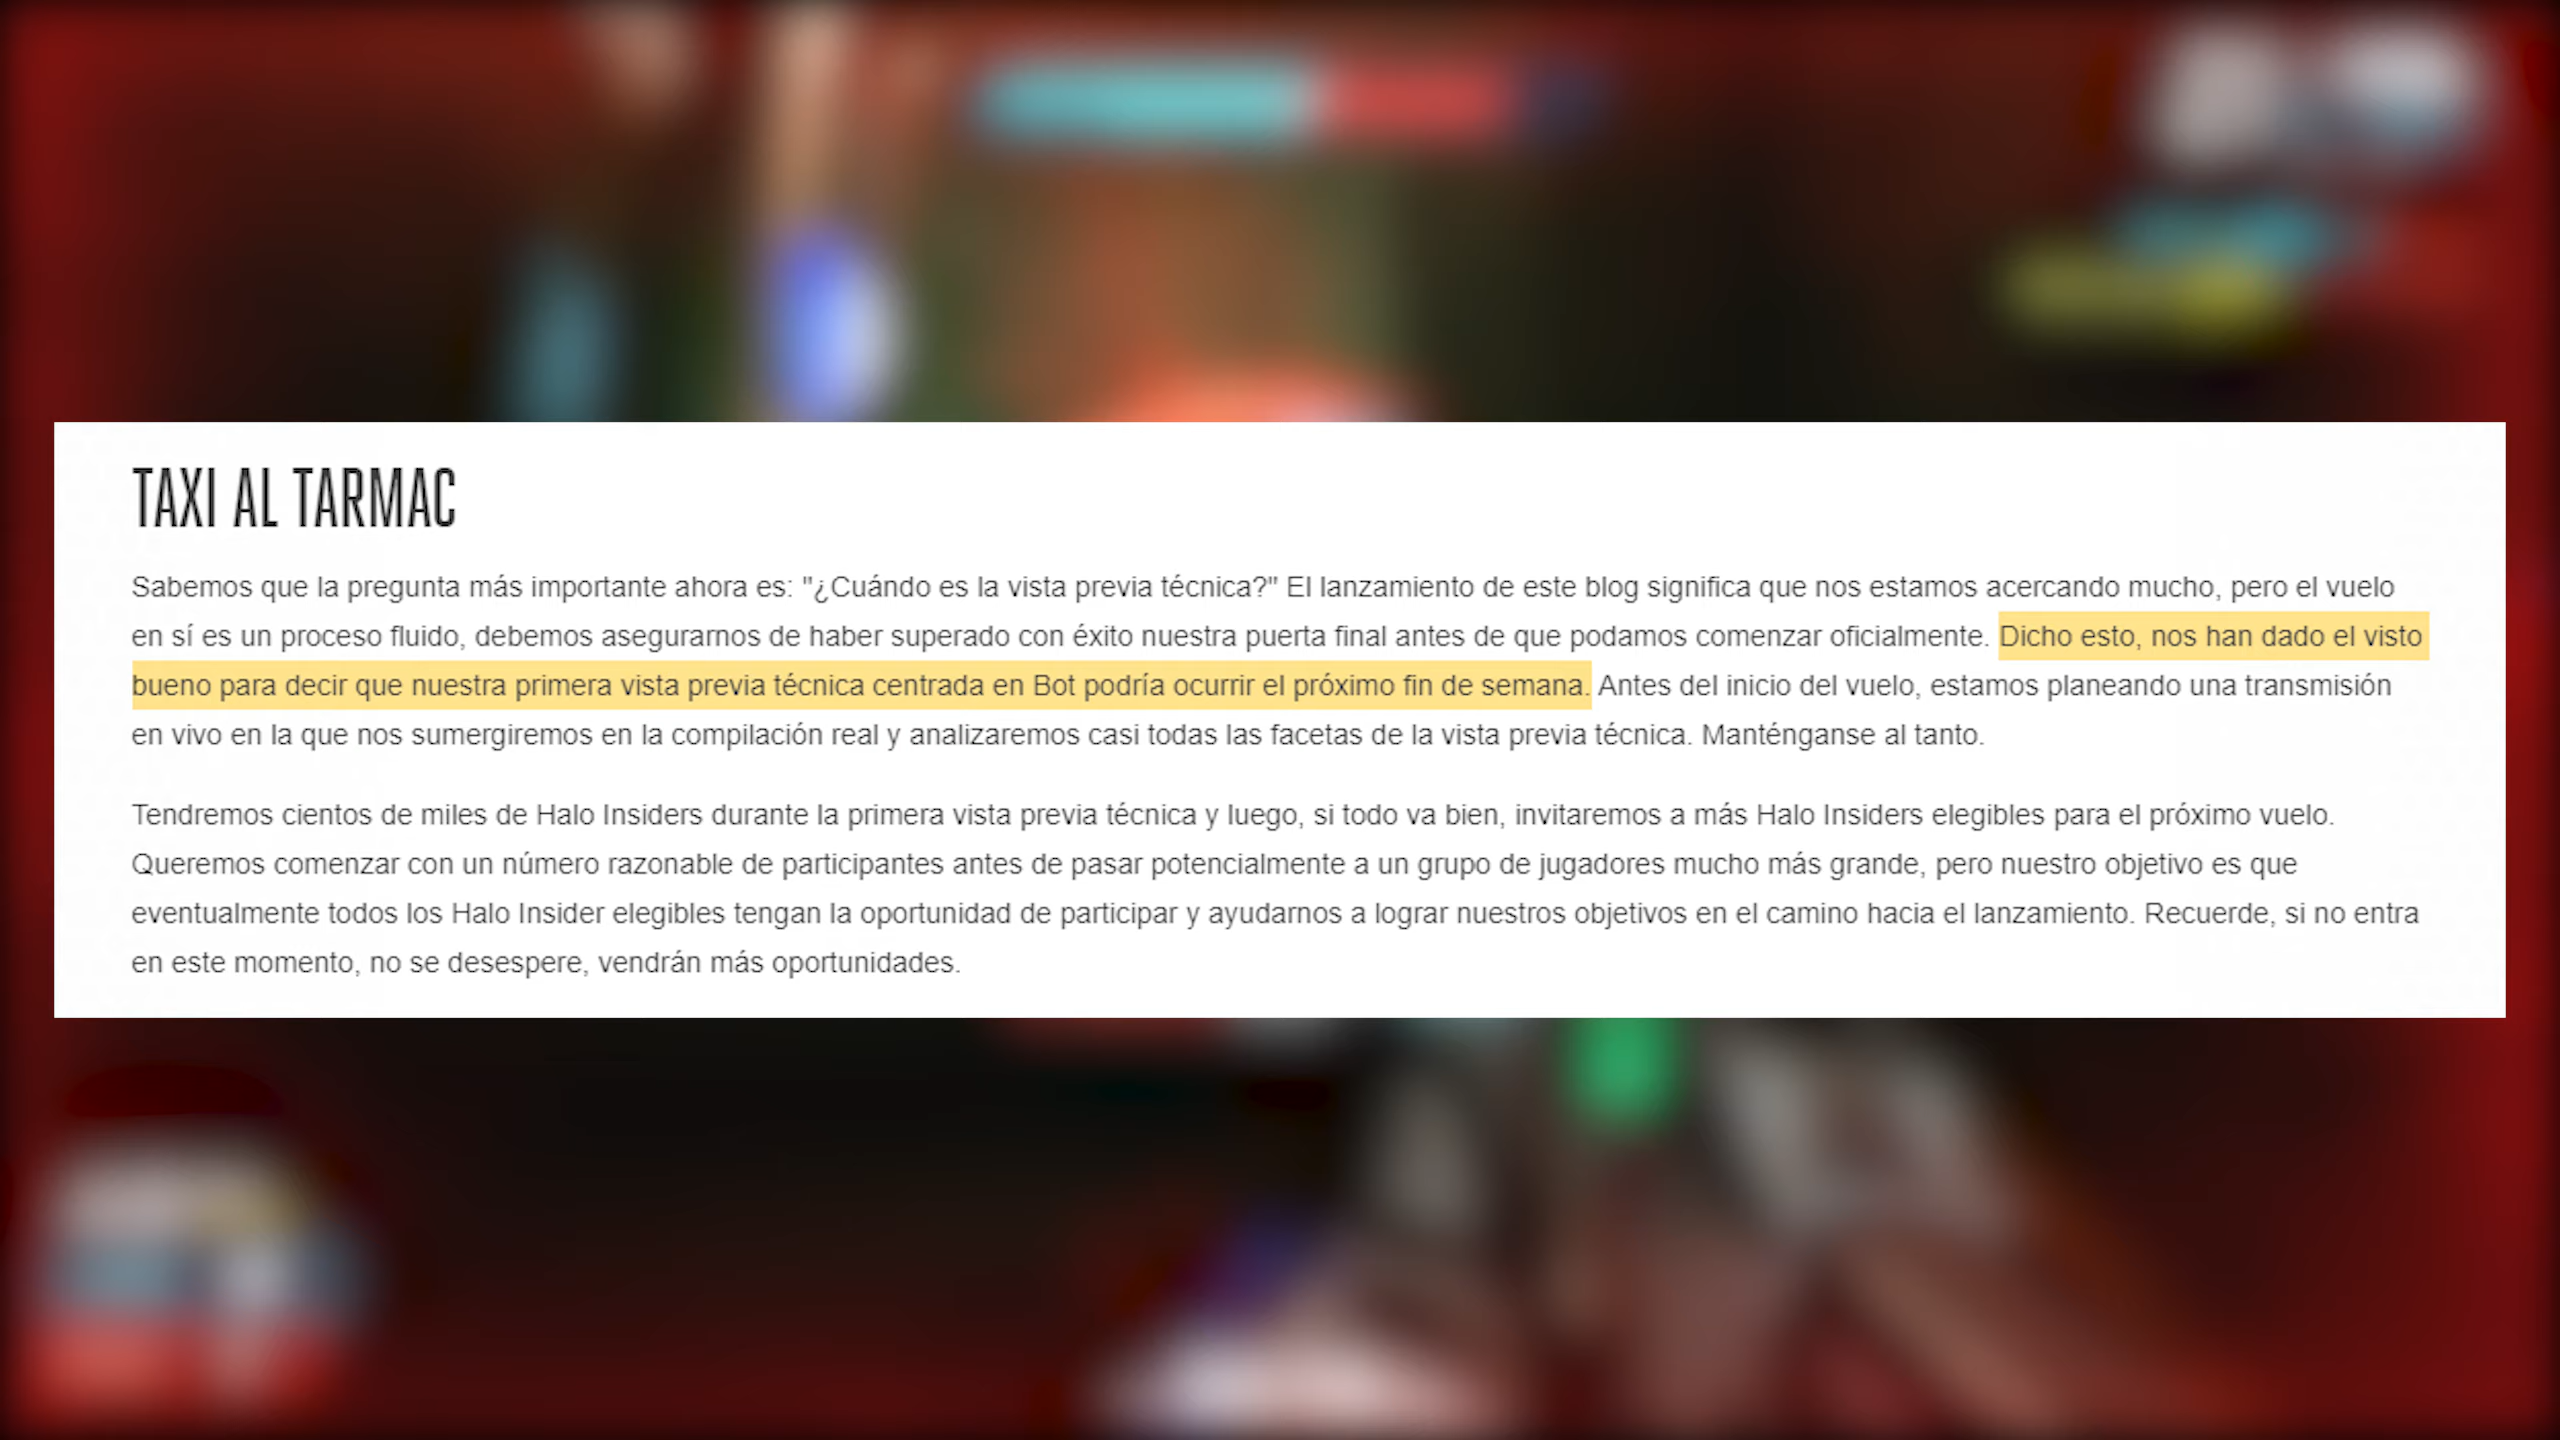 TAXI AL TARMAC
Sabemos que la pregunta más importante ahora es: "¿Cuándo es la vista previa técnica?" El lanzamiento de este blog significa que nos estamos acercando mucho, pero el vuelo
en sí es un proceso fluido, debemos asegurarnos de haber superado con éxito nuestra puerta final antes de que podamos comenzar oficialmente. Dicho esto, nos han dado el visto
bueno para decir que nuestra primera vista previa técnica centrada en Bot podría ocurrir el próximo fin de semana. Antes del inicio del vuelo, estamos planeando una transmisión
en vivo en la que nos sumergiremos en la compilación real y analizaremos casi todas las facetas de la vista previa técnica. Manténganse al tanto.
Tendremos cientos de miles de Halo Insiders durante la primera vista previa técnica y luego, si todo va bien, invitaremos a más Halo Insiders elegibles para el próximo vuelo.
Queremos comenzar con un número razonable de participantes antes de pasar potencialmente a un grupo de jugadores mucho más grande, pero nuestro objetivo es que
eventualmente todos los Halo Insider elegibles tengan la oportunidad de participar y ayudarnos a lograr nuestros objetivos en el camino hacia el lanzamiento. Recuerde, si no entra
en este momento, no se desespere, vendrán más oportunidades.